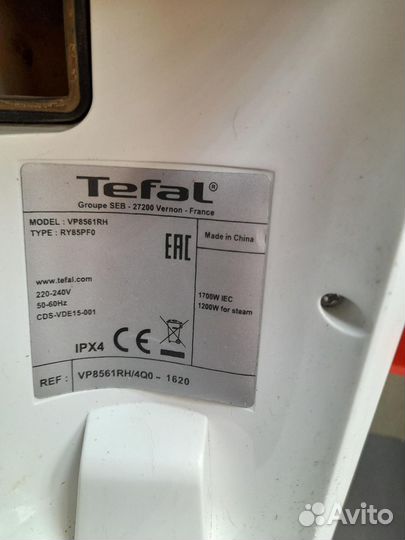 Tefal®
Groupe SEB - 27200 Vernon - France
MODEL : VP8561RH
TYPE : RY85PF0
EAC
Made in China
www.tefal.com
220-240V
50-60Hz
CDS-VDE15-001
1700W IEC
1200W for steam
IPX4 CE
REF : VP8561RH/4Q0 - 1620
Avito